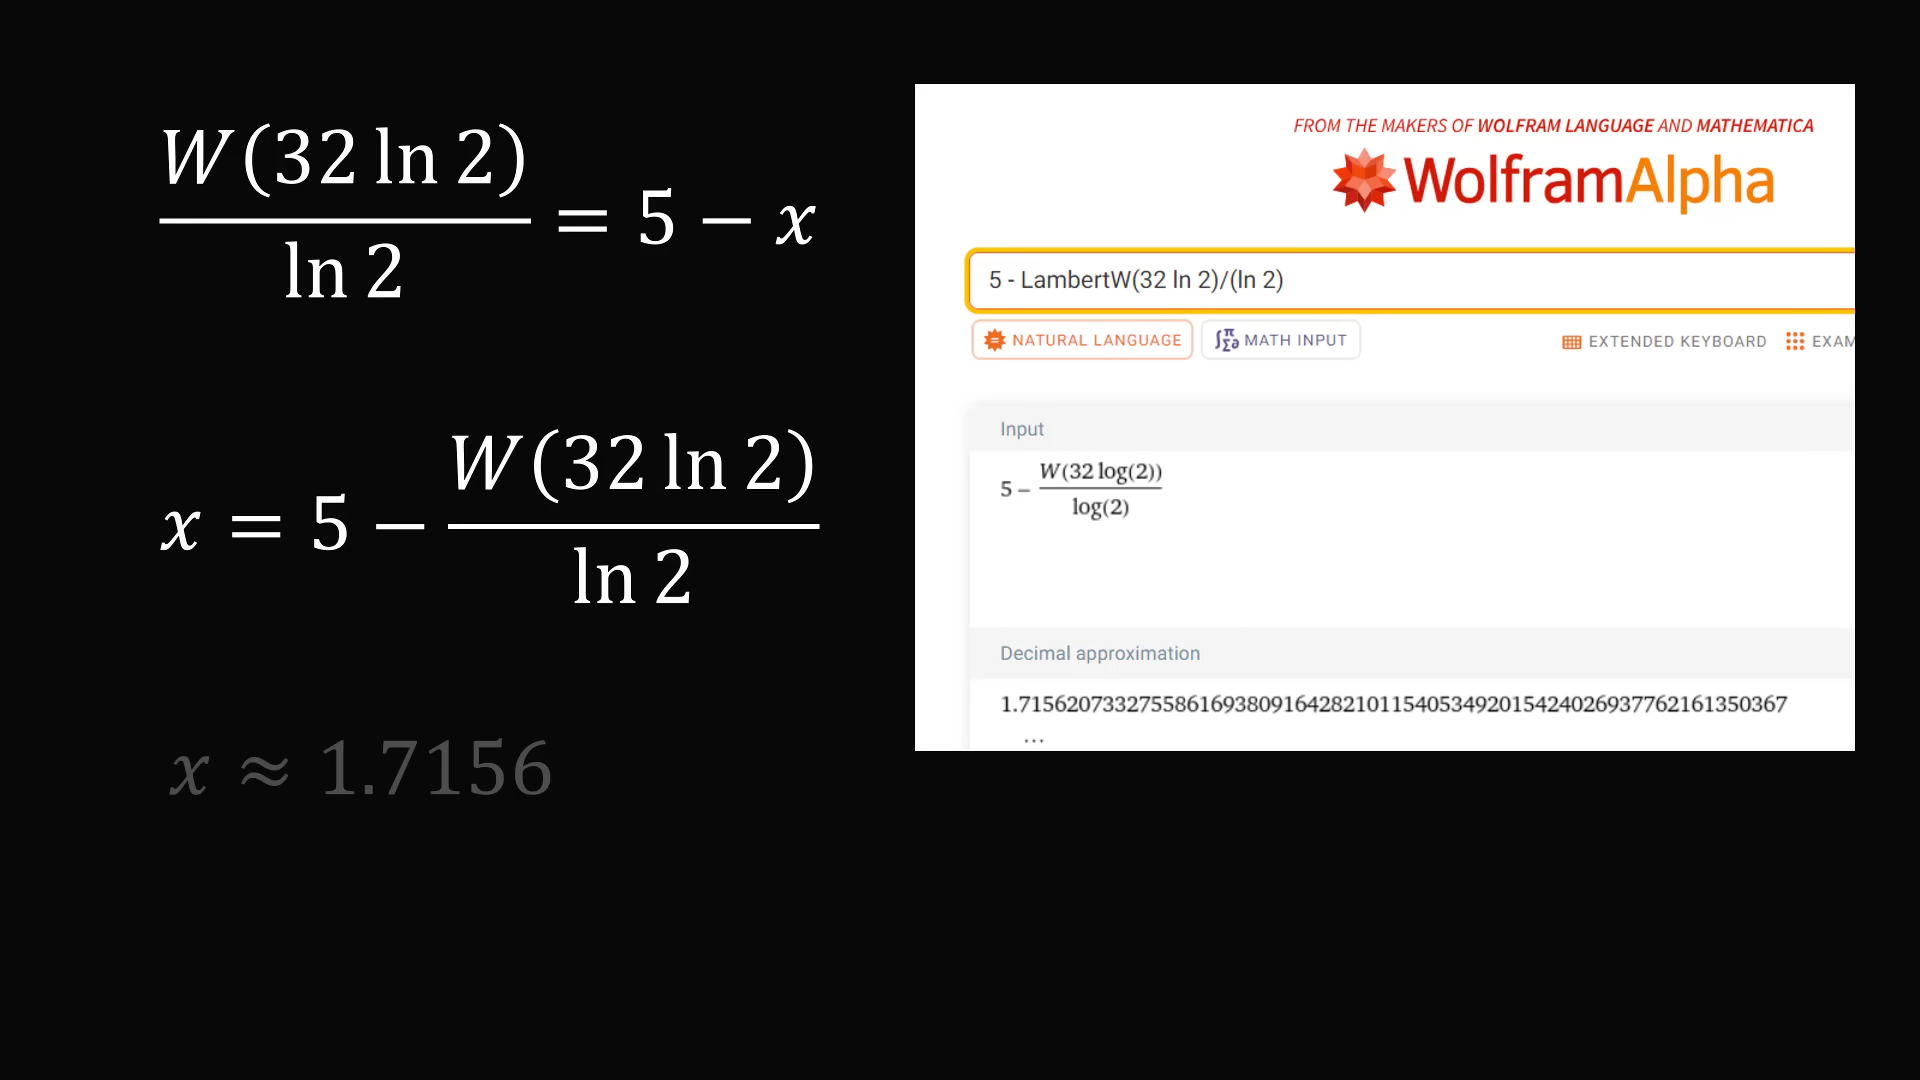 W(32 ln 2)
ln 2
= 5 − x
x = 5 −
W(32 ln 2)
ln 2
x ≈ 1.7156
FROM THE MAKERS OF WOLFRAM LANGUAGE AND MATHEMATICA
WolframAlpha
5 - LambertW(32 ln 2)/(ln 2)
NATURAL LANGUAGE
MATH INPUT
EXTENDED KEYBOARD
EXAM
Input
5 −
W(32 log(2))
log(2)
Decimal approximation
1.7156207332755861693809164282101154053492015424026937762161350367
...